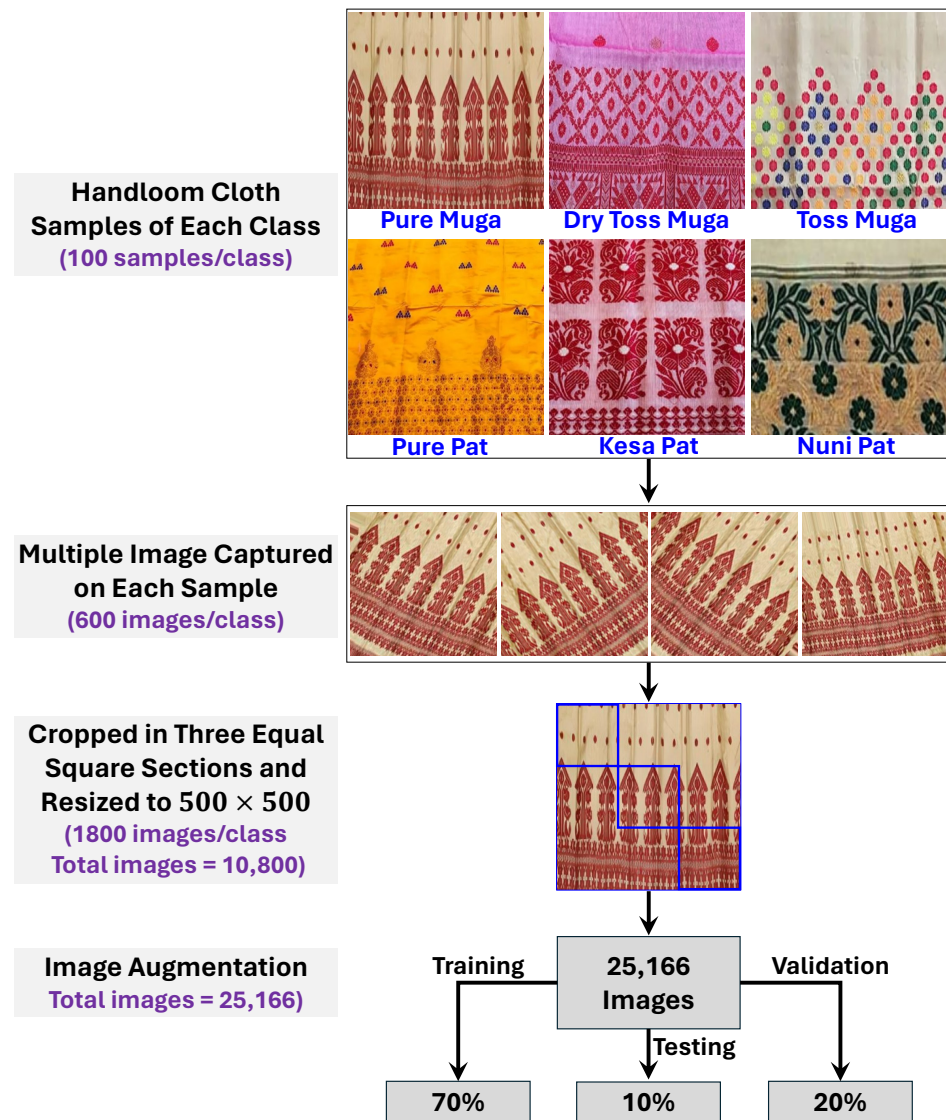 Handloom Cloth
Samples of Each Class
(100 samples/class)
Pure Muga
Dry Toss Muga
Toss Muga
Pure Pat
Kesa Pat
Nuni Pat
Multiple Image Captured
on Each Sample
(600 images/class)
Cropped in Three Equal
Square Sections and
Resized to 500 × 500
(1800 images/class
Total images = 10,800)
Image Augmentation
Total images = 25,166)
Training
25,166
Images
Validation
Testing
70%
10%
20%